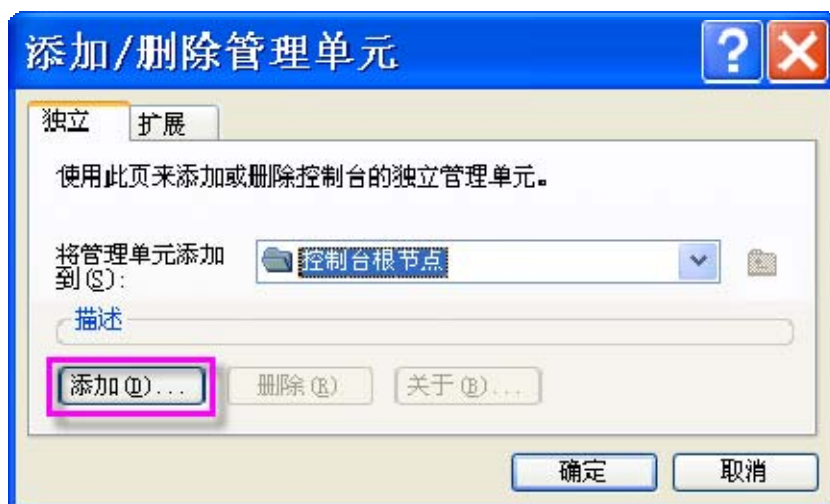 添加/删除管理单元
独立 扩展
使用此页来添加或删除控制台的独立管理单元。
将管理单元添加
到(S):
控制台根节点
描述
添加(D)... 删除(R) 关于(B)...
确定 取消